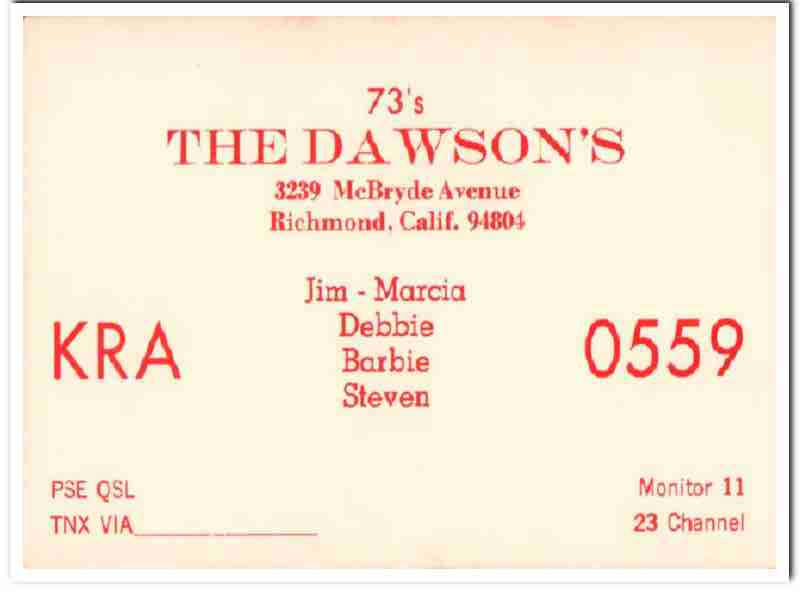 73's
THE DAWSON'S
3239 McBryde Avenue
Richmond, Calif. 94804
Jim - Marcia
Debbie
Barbie
Steven
KRA 0559
PSE QSL
TNX VIA
Monitor 11
23 Channel